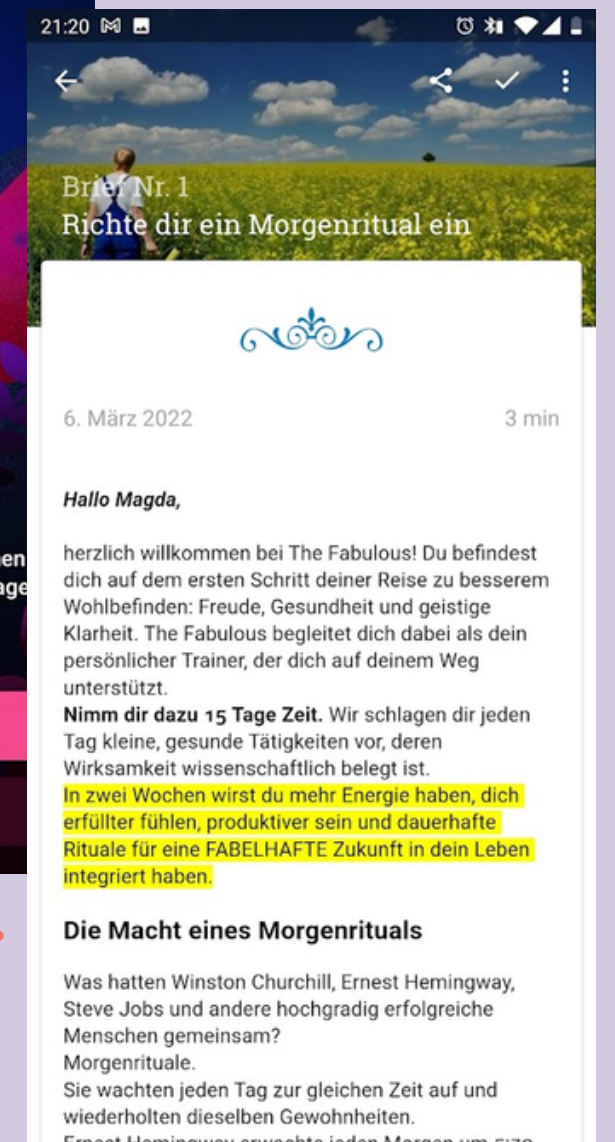 21:20
Brief Nr. 1
Richte dir ein Morgenritual ein
6. März 2022
3 min
Hallo Magda,
herzlich willkommen bei The Fabulous! Du befindest
dich auf dem ersten Schritt deiner Reise zu besserem
Wohlbefinden: Freude, Gesundheit und geistige
Klarheit. The Fabulous begleitet dich dabei als dein
persönlicher Trainer, der dich auf deinem Weg
unterstützt.
Nimm dir dazu 15 Tage Zeit. Wir schlagen dir jeden
Tag kleine, gesunde Tätigkeiten vor, deren
Wirksamkeit wissenschaftlich belegt ist.
In zwei Wochen wirst du mehr Energie haben, dich
erfüllter fühlen, produktiver sein und dauerhafte
Rituale für eine FABELHAFTE Zukunft in dein Leben
integriert haben.
Die Macht eines Morgenrituals
Was hatten Winston Churchill, Ernest Hemingway,
Steve Jobs und andere hochgradig erfolgreiche
Menschen gemeinsam?
Morgenrituale.
Sie wachten jeden Tag zur gleichen Zeit auf und
wiederholten dieselben Gewohnheiten.
Ernest Hemingway erwachte jeden Morgen um